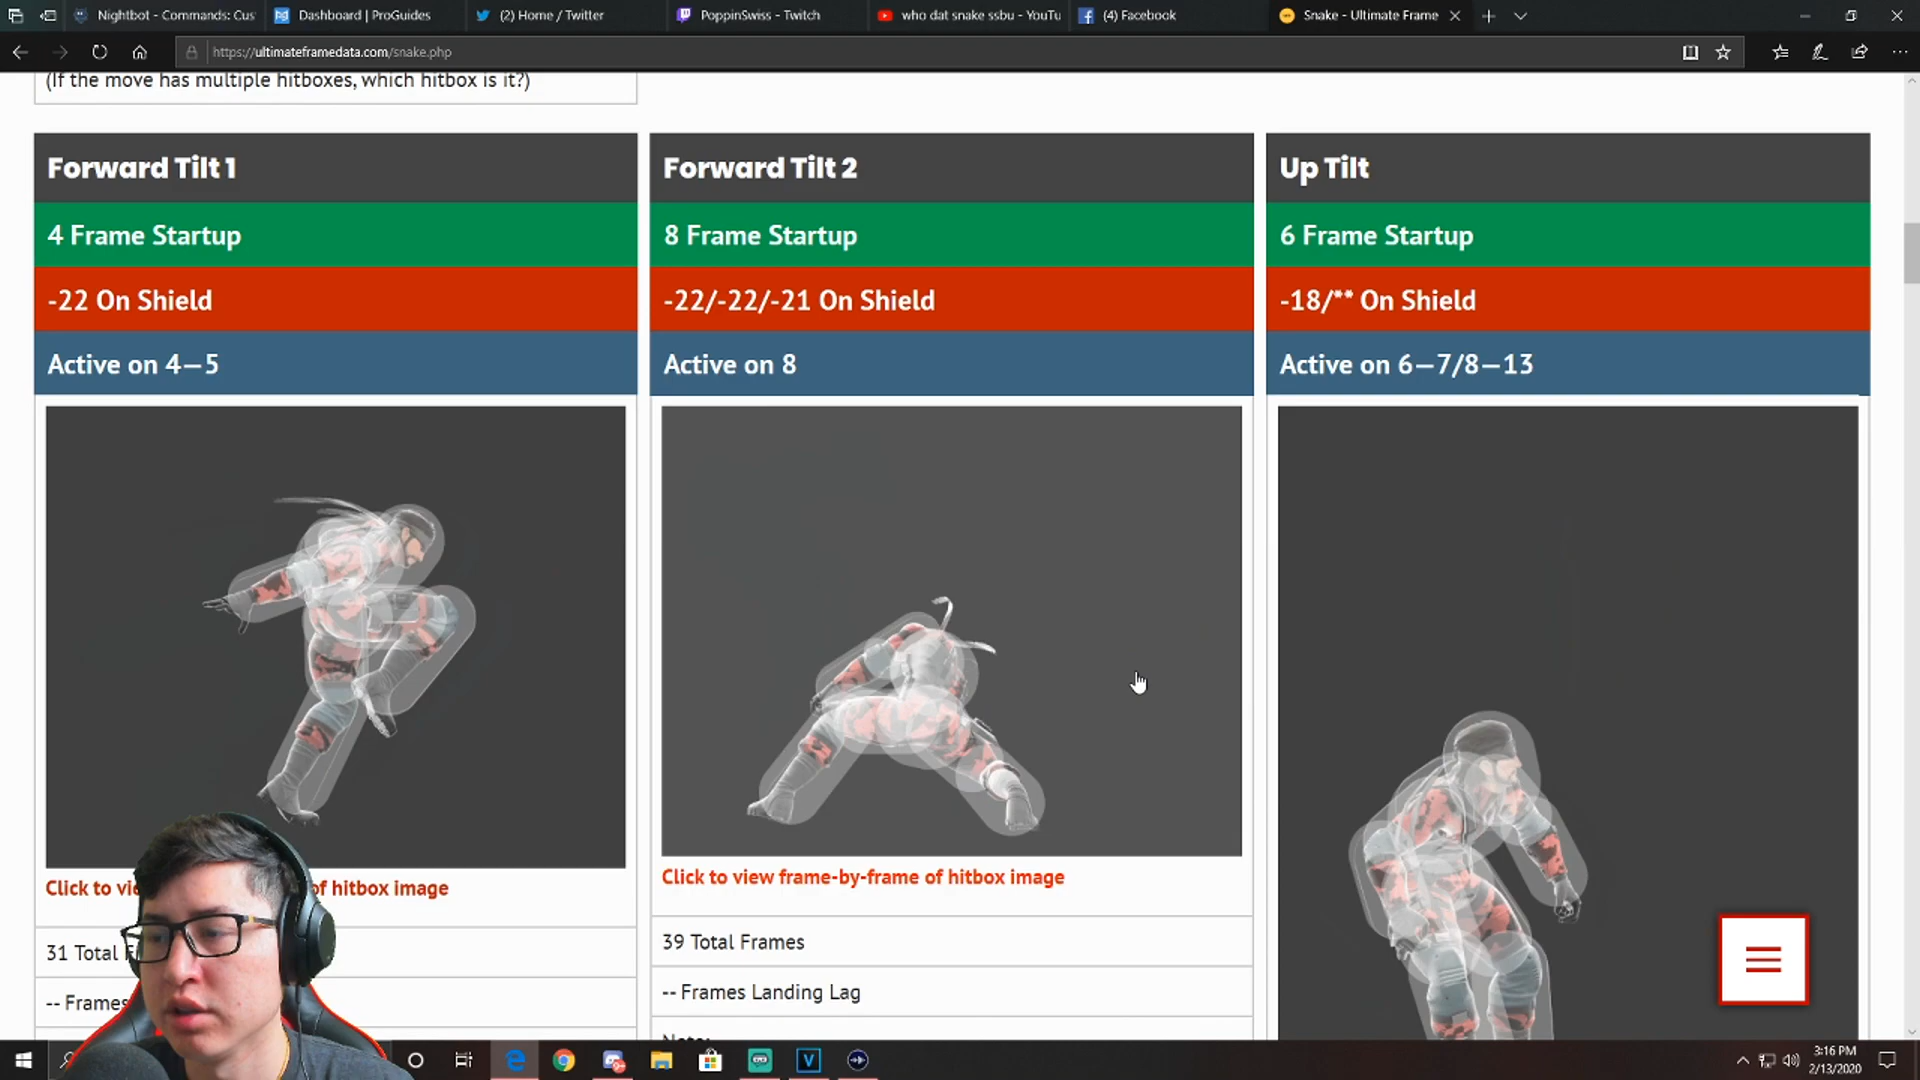 Nightbot - Commands: Cus
Dashboard | ProGuides
(2) Home / Twitter
PoppinSwiss - Twitch
who dat snake ssbu - YouTu
(4) Facebook
Snake - Ultimate Frame
https://ultimateframedata.com/snake.php
(If the move has multiple hitboxes, which hitbox is it?)
Forward Tilt 1
4 Frame Startup
-22 On Shield
Active on 4—5
Click to vie
of hitbox image
31 Total F
-- Frames
Forward Tilt 2
8 Frame Startup
-22/-22/-21 On Shield
Active on 8
Click to view frame-by-frame of hitbox image
39 Total Frames
-- Frames Landing Lag
Up Tilt
6 Frame Startup
-18/** On Shield
Active on 6—7/8—13
3:16 PM
2/13/2020